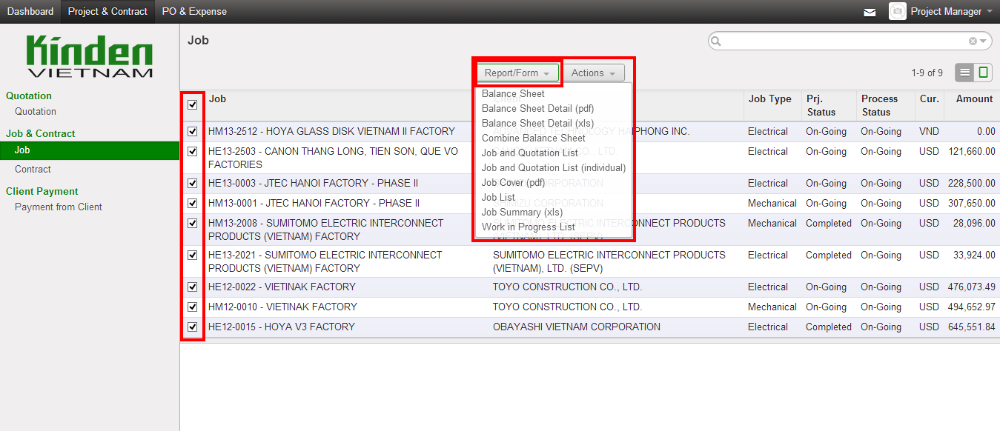 Dashboard Project & Contract PO & Expense Project Manager
Kinden
VIETNAM
Job
Report/Form Actions 1-9 of 9
Quotation
Quotation
Job & Contract
Job
Contract
Client Payment
Payment from Client
Balance Sheet
Balance Sheet Detail (pdf)
Balance Sheet Detail (xls)
Combine Balance Sheet
Job and Quotation List
Job and Quotation List (individual)
Job Cover (pdf)
Job List
Job Summary (xls)
Work in Progress List
Job Client Job Type Prj. Status Process Status Cur. Amount
HM13-2512 - HOYA GLASS DISK VIETNAM II FACTORY ADVANCED TECHNOLOGY HAIPHONG INC. Electrical On-Going On-Going VND 0.00
HE13-2503 - CANON THANG LONG, TIEN SON, QUE VO LTD Electrical On-Going On-Going USD 121,660.00
FACTORIES
HE13-0003 - JTEC HANOI FACTORY - PHASE II CORPORATION Electrical On-Going On-Going USD 228,500.00
HM13-0001 - JTEC HANOI FACTORY - PHASE II SHIMIZU CORPORATION Mechanical On-Going On-Going USD 307,650.00
HM13-2008 - SUMITOMO ELECTRIC INTERCONNECT SUMITOMO ELECTRIC INTERCONNECT PRODUCTS Mechanical Completed On-Going USD 28,096.00
PRODUCTS (VIETNAM) FACTORY (VIETNAM), LTD. (SEPV)
HE13-2021 - SUMITOMO ELECTRIC INTERCONNECT SUMITOMO ELECTRIC INTERCONNECT PRODUCTS Electrical Completed On-Going USD 33,924.00
PRODUCTS (VIETNAM) FACTORY (VIETNAM), LTD. (SEPV)
HE12-0022 - VIETINAK FACTORY TOYO CONSTRUCTION CO., LTD. Electrical On-Going On-Going USD 476,073.49
HM12-0010 - VIETINAK FACTORY TOYO CONSTRUCTION CO., LTD. Mechanical On-Going On-Going USD 494,652.97
HE12-0015 - HOYA V3 FACTORY OBAYASHI VIETNAM CORPORATION Electrical Completed On-Going USD 645,551.84